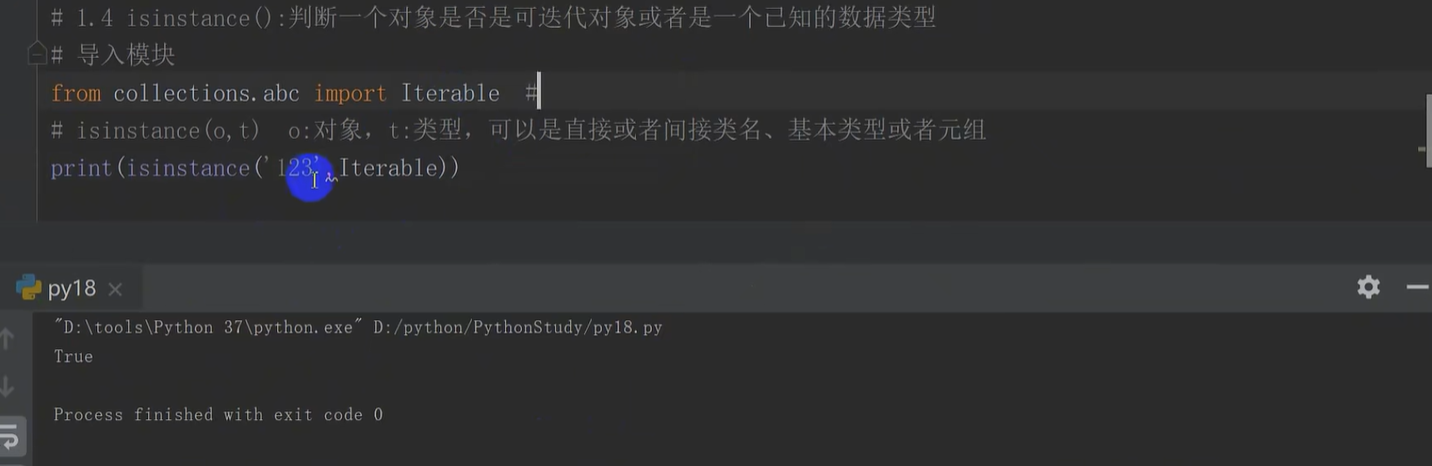 # 1.4 isinstance():判断一个对象是否是可迭代对象或者是一个已知的数据类型
# 导入模块
from collections.abc import Iterable  #
# isinstance(o,t)  o:对象，t:类型，可以是直接或者间接类名、基本类型或者元组
print(isinstance('123',Iterable))
py18
"D:\tools\Python 37\python.exe" D:/python/PythonStudy/py18.py
True
Process finished with exit code 0